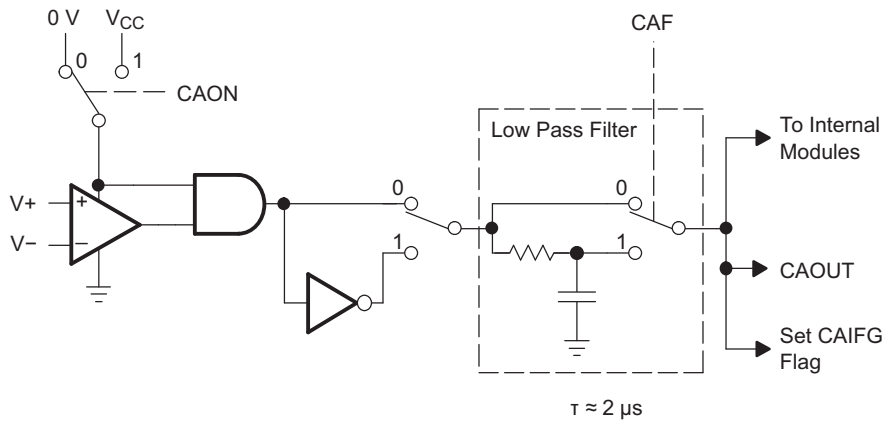 0 V
VCC
0
1
CAON
CAF
Low Pass Filter
V+
+
V−
−
0
1
0
1
To Internal
Modules
CAOUT
Set CAIFG
Flag
τ ≈ 2 μs